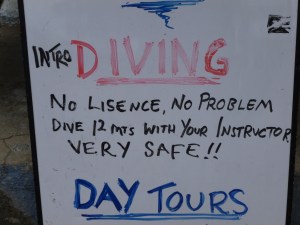 INTRO DIVING
NO LISENCE, NO PROBLEM
DIVE 12 MTS WITH YOUR INSTRUCTOR
VERY SAFE!!
DAY TOURS